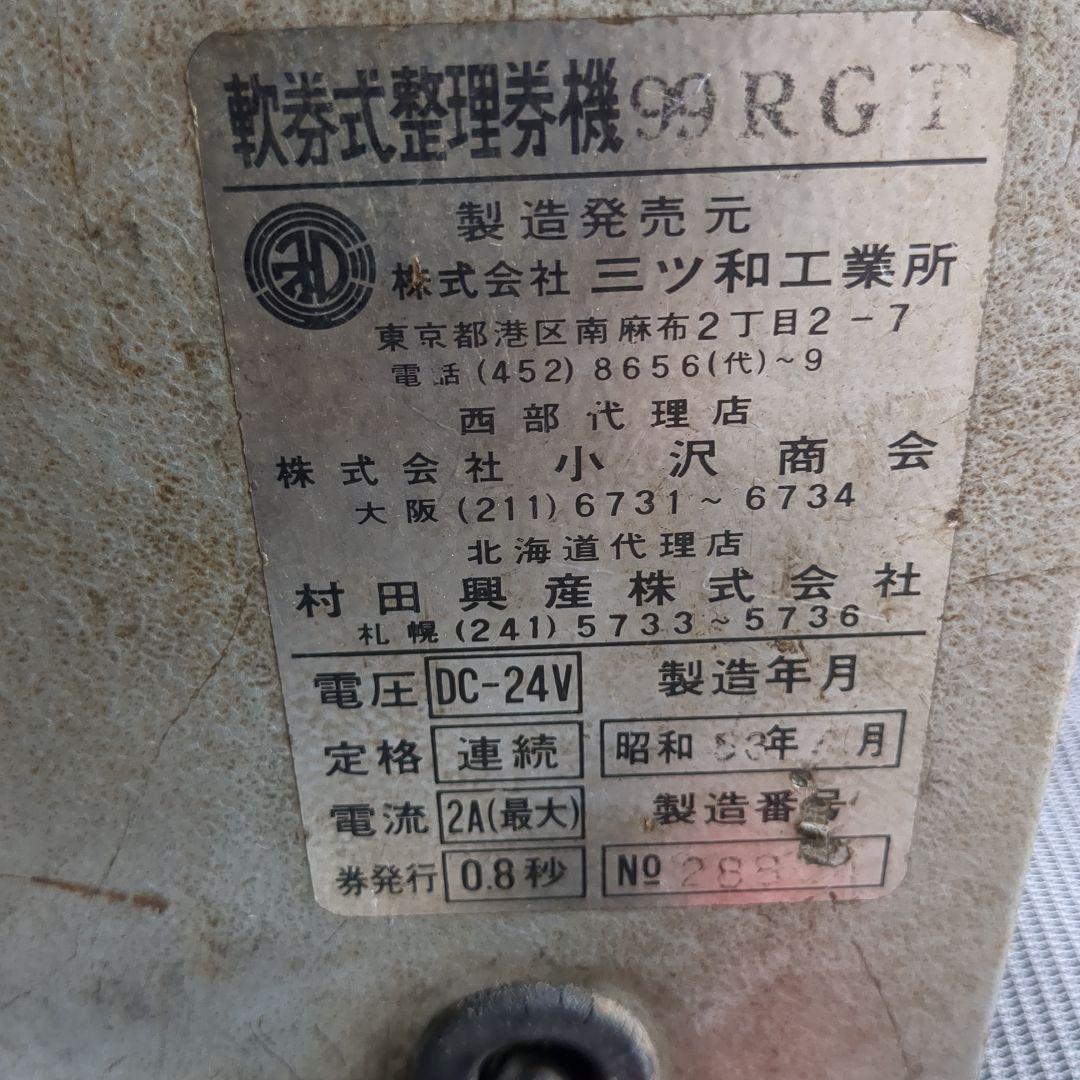 軟券式整理券機99RGT
製造発売元
株式会社 三ツ和工業所
東京都港区南麻布2丁目2-7
電話(452)8656(代)~9
西部代理店
株式会社 小沢商会
大阪(211)6731~6734
北海道代理店
村田興産株式会社
札幌(241)5733~5736
電圧 DC-24V 製造年月
定格 連続 昭和 年 月
電流 2A(最大) 製造番号
券発行 0.8秒 №